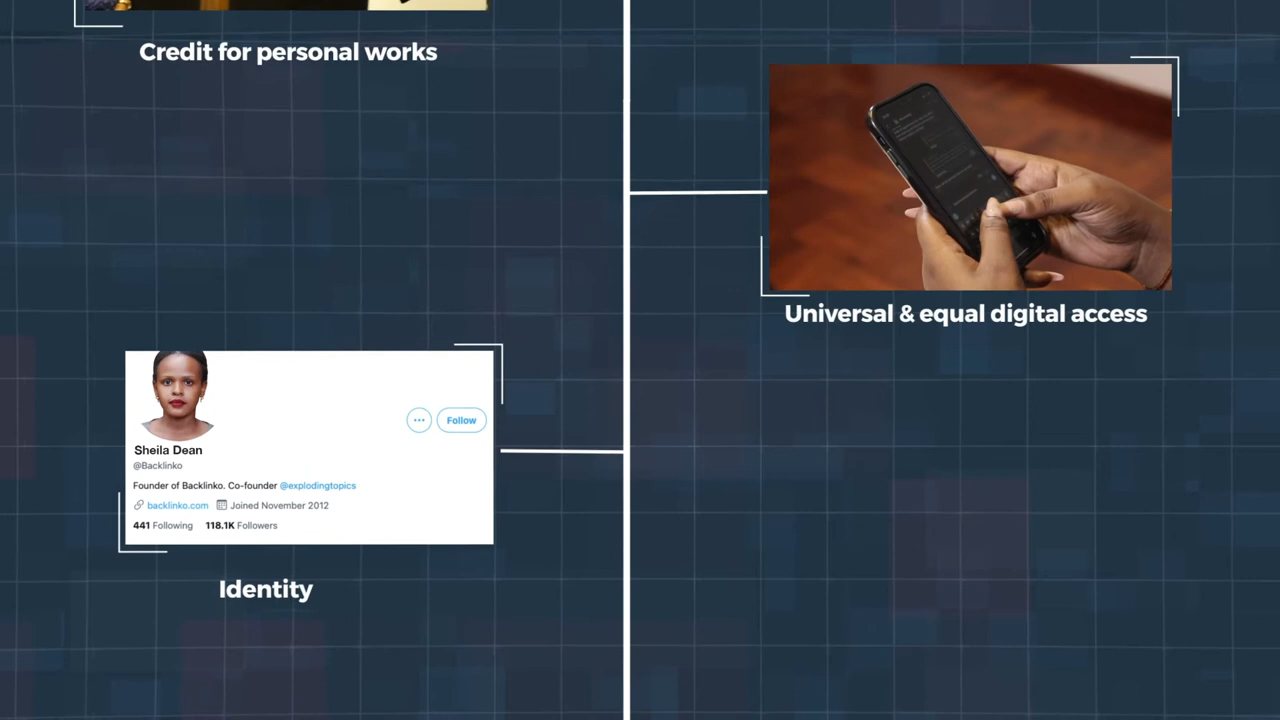 Credit for personal works
Universal & equal digital access
Follow
Sheila Dean
@Backlinko
Founder of Backlinko. Co-founder @explodingtopics
backlinko.com Joined November 2012
441 Following 118.1K Followers
Identity